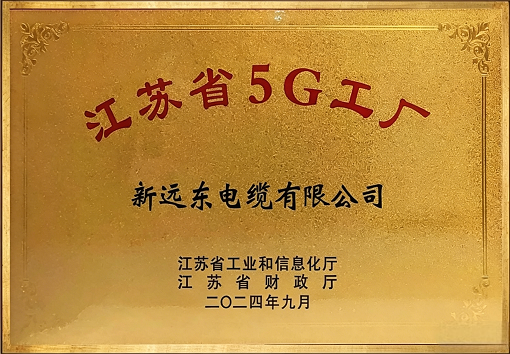 江苏省5G工厂
新远东电缆有限公司
江苏省工业和信息化厅
江苏省财政厅
二〇二四年九月